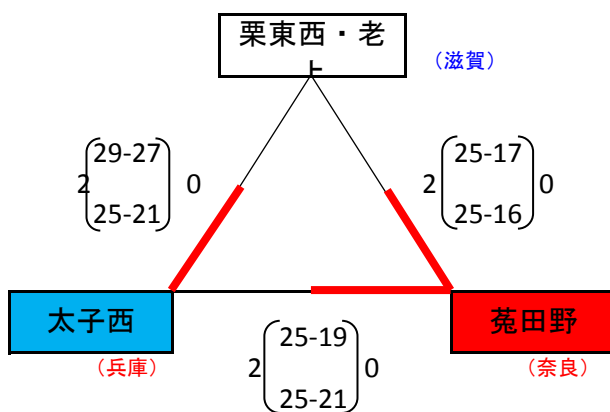 栗東西・老
上
(滋賀)
29-27
2 0
25-21
25-17
2 0
25-16
太子西
(兵庫)
菟田野
(奈良)
25-19
2 0
25-21